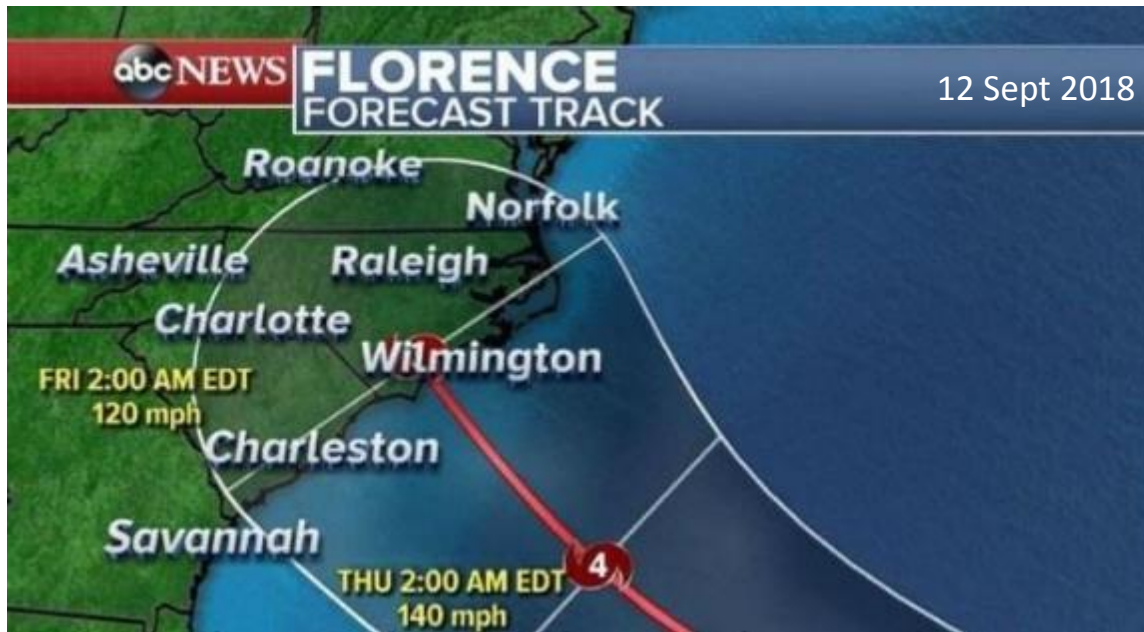 abc NEWS
FLORENCE
FORECAST TRACK
12 Sept 2018
Roanoke
Norfolk
Asheville
Raleigh
Charlotte
Wilmington
FRI 2:00 AM EDT
120 mph
Charleston
Savannah
THU 2:00 AM EDT
140 mph
4